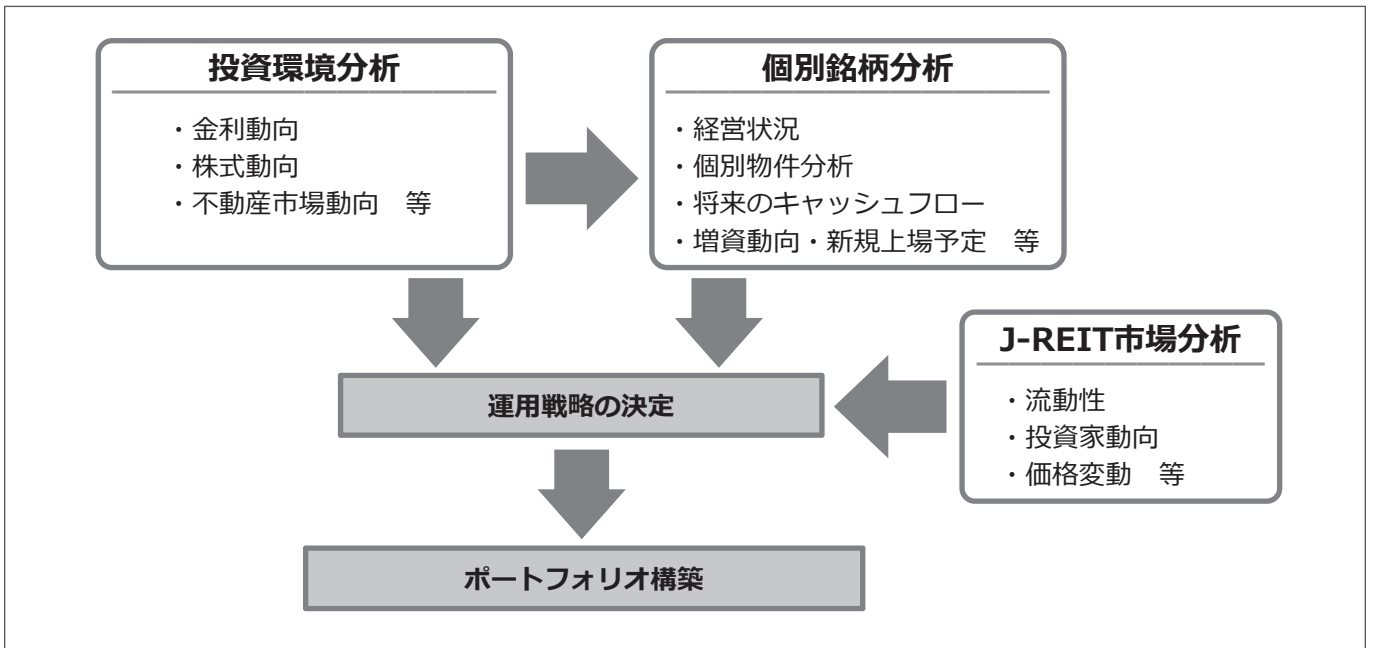 投資環境分析
・金利動向
・株式動向
・不動産市場動向　等
個別銘柄分析
・経営状況
・個別物件分析
・将来のキャッシュフロー
・増資動向・新規上場予定　等
J-REIT市場分析
・流動性
・投資家動向
・価格変動　等
運用戦略の決定
ポートフォリオ構築